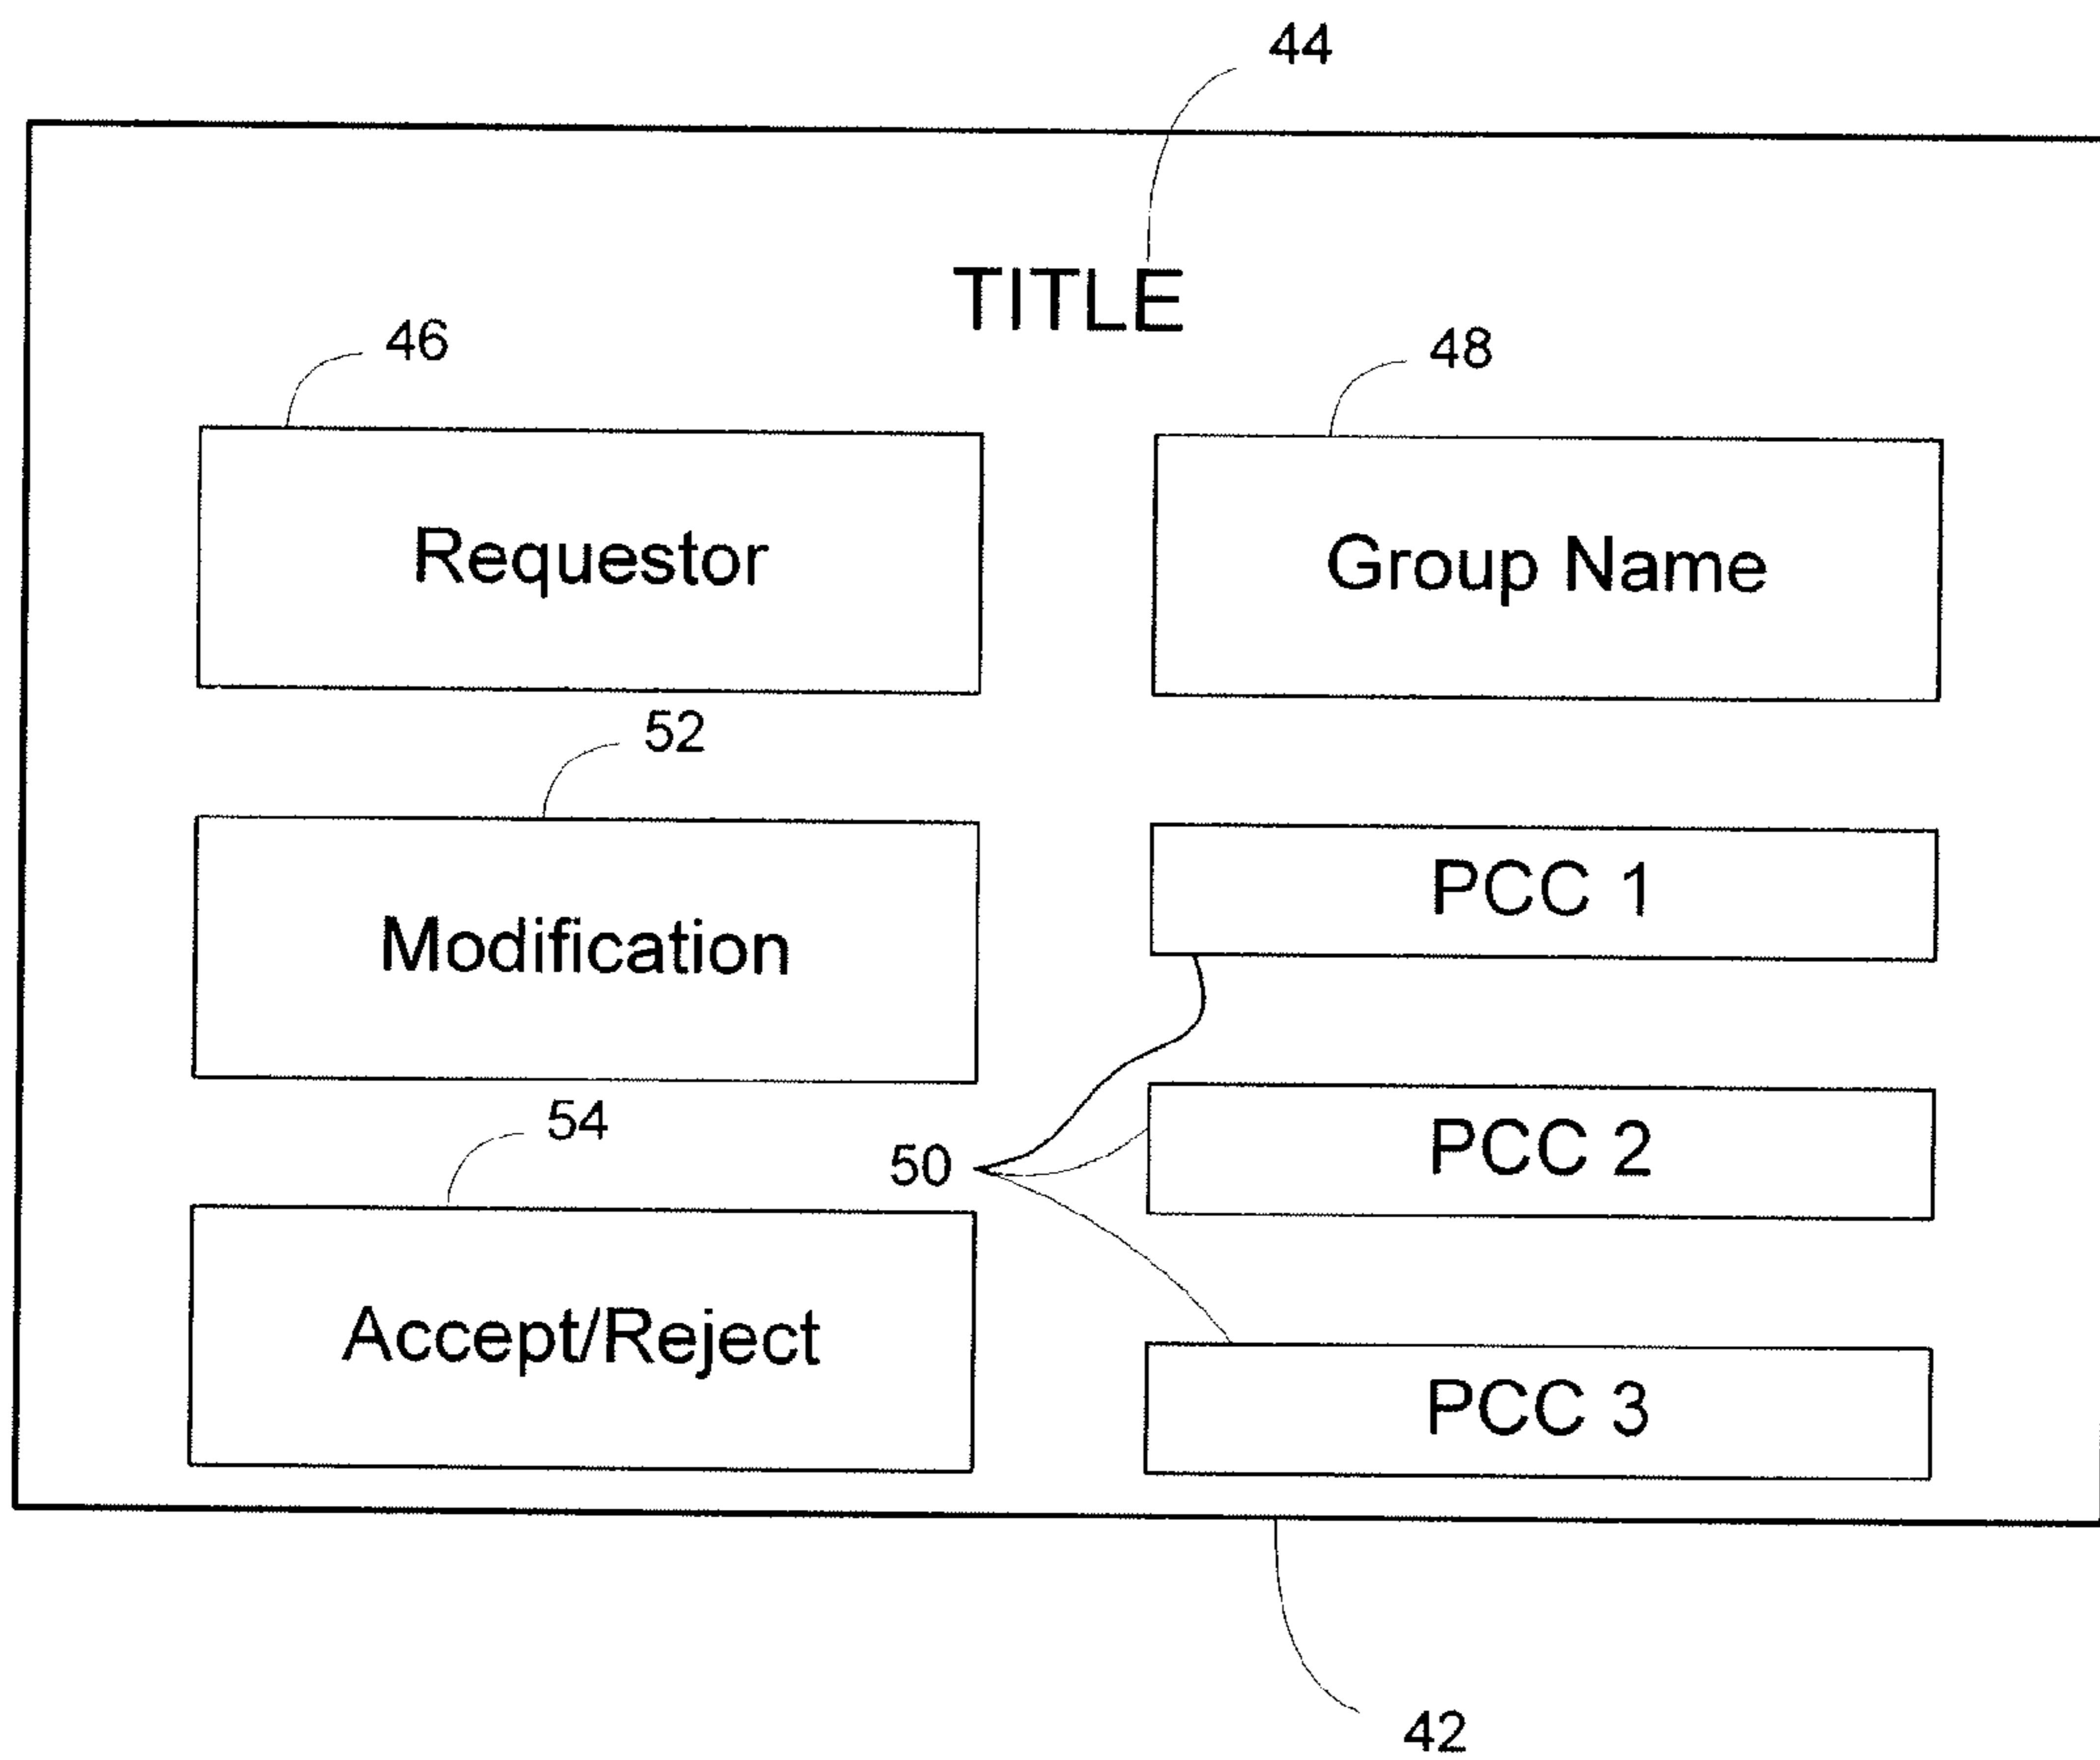 44
TITLE
46
48
Requestor
Group Name
52
Modification
PCC 1
54
50
PCC 2
Accept/Reject
PCC 3
42